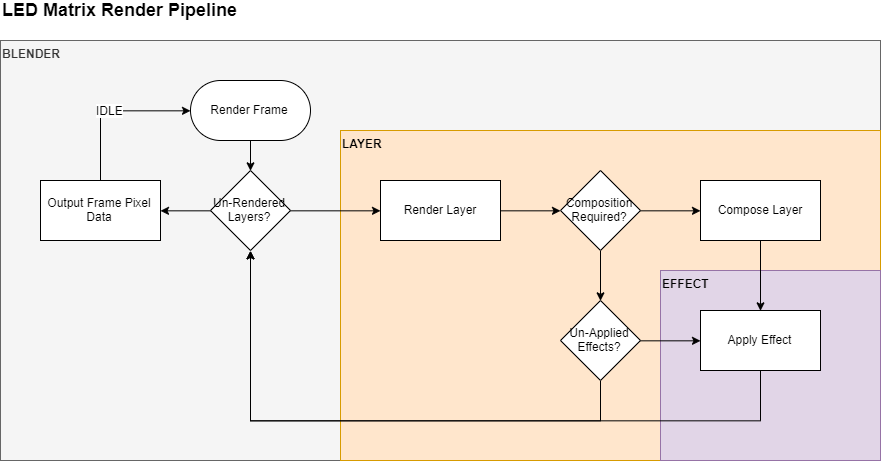 LED Matrix Render Pipeline
BLENDER
IDLE
Render Frame
LAYER
Output Frame Pixel
Data
Un-Rendered
Layers?
Render Layer
Composition
Required?
Compose Layer
EFFECT
Un-Applied
Effects?
Apply Effect